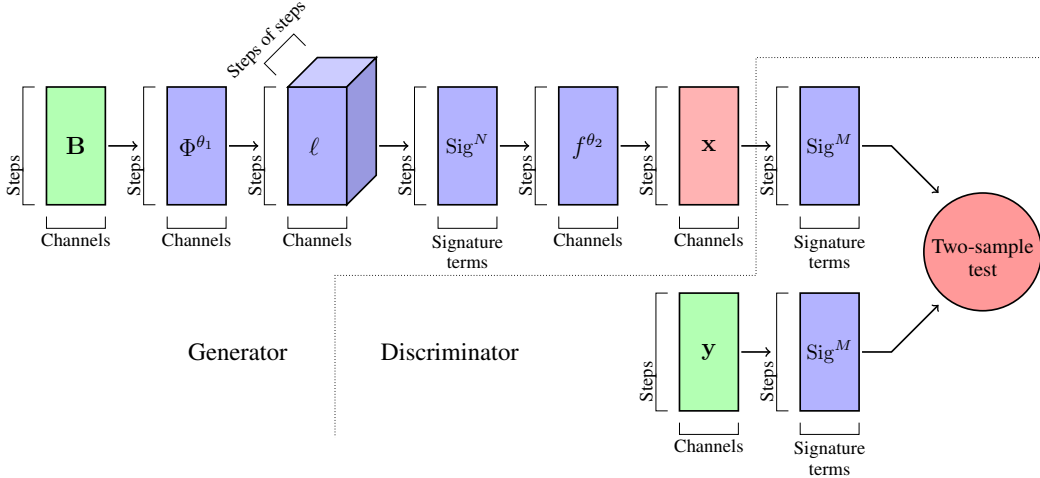 Steps of steps
Steps
B
Channels
Steps
Φ^{θ₁}
Channels
Steps
ℓ
Channels
Sig^N
Steps
Signature
terms
Steps
f^{θ₂}
Channels
Steps
x
Channels
Steps
Sig^M
Signature
terms
Two-sample
test
Generator
Discriminator
Steps
y
Channels
Steps
Sig^M
Signature
terms